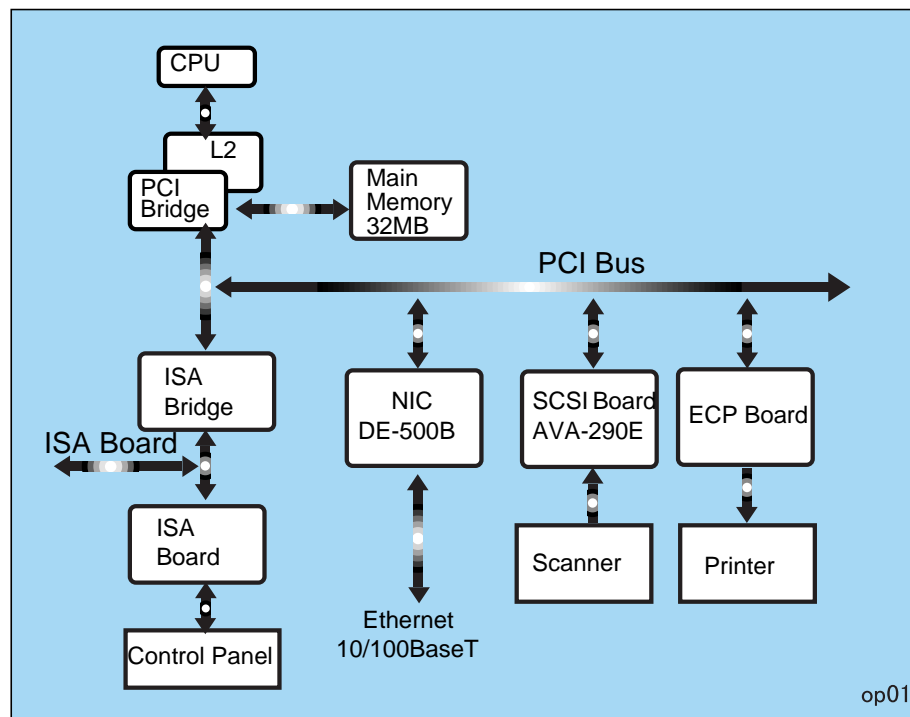 CPU
L2
PCI
Bridge
Main
Memory
32MB
PCI Bus
ISA
Bridge
NIC
DE-500B
SCSI Board
AVA-290E
ECP Board
ISA Board
ISA
Board
Scanner
Printer
Ethernet
10/100BaseT
Control Panel
op01